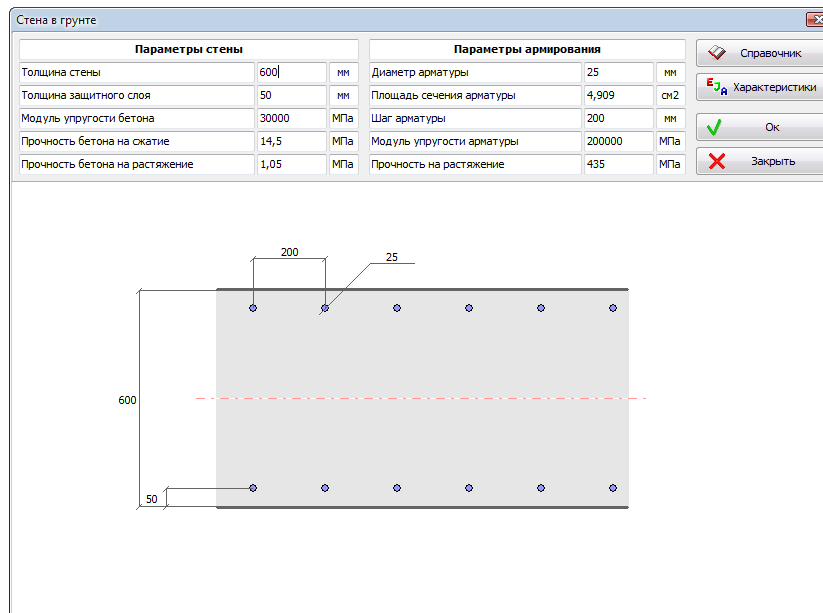 Стена в грунте
Параметры стены
Толщина стены 600 мм
Толщина защитного слоя 50 мм
Модуль упругости бетона 30000 МПа
Прочность бетона на сжатие 14,5 МПа
Прочность бетона на растяжение 1,05 МПа
Параметры армирования
Диаметр арматуры 25 мм
Площадь сечения арматуры 4,909 см2
Шаг арматуры 200 мм
Модуль упругости арматуры 200000 МПа
Прочность на растяжение 435 МПа
Справочник
EJA Характеристики
Ок
Закрыть
200
25
600
50